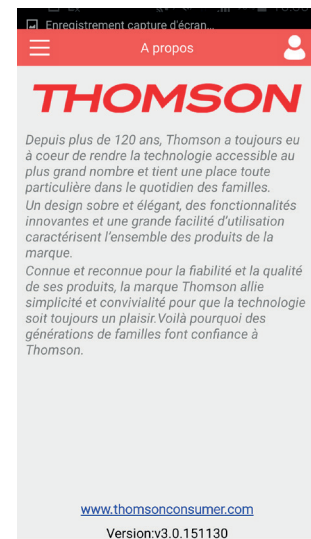 Enregistrement capture d'écran...
A propos
THOMSON
Depuis plus de 120 ans, Thomson a toujours eu
à coeur de rendre la technologie accessible au
plus grand nombre et tient une place toute
particulière dans le quotidien des familles.
Un design sobre et élégant, des fonctionnalités
innovantes et une grande facilité d'utilisation
caractérisent l'ensemble des produits de la
marque.
Connue et reconnue pour la fiabilité et la qualité
de ses produits, la marque Thomson allie
simplicité et convivialité pour que la technologie
soit toujours un plaisir.Voilà pourquoi des
générations de familles font confiance à
Thomson.
www.thomsonconsumer.com
Version:v3.0.151130